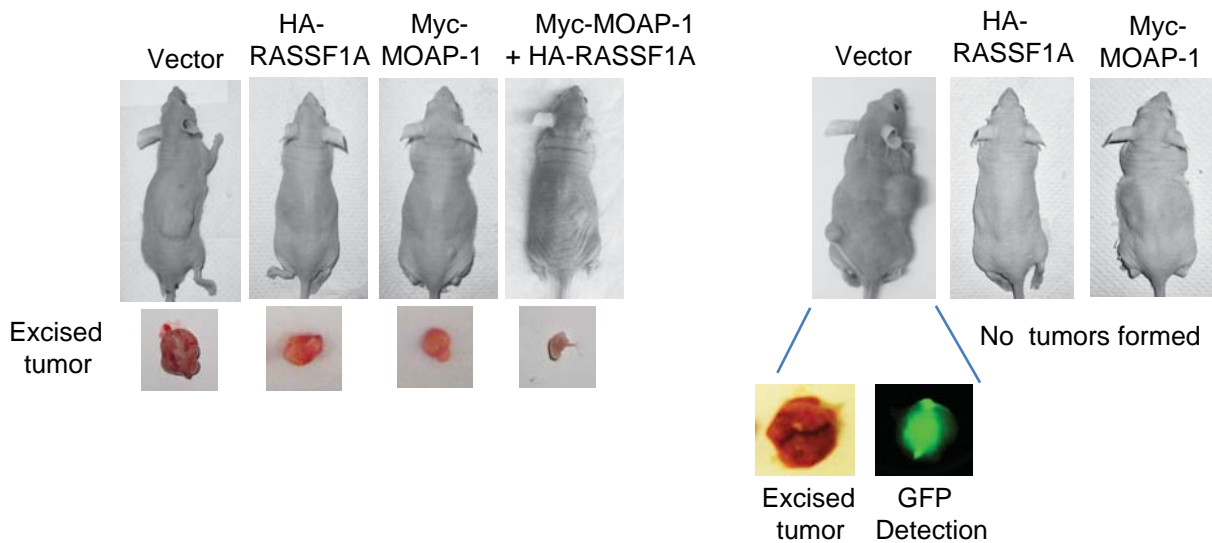 Vector
HA-
RASSF1A
Myc-
MOAP-1
Myc-MOAP-1
+ HA-RASSF1A
Excised
tumor
Vector
HA-
RASSF1A
Myc-
MOAP-1
No tumors formed
Excised
tumor
GFP
Detection